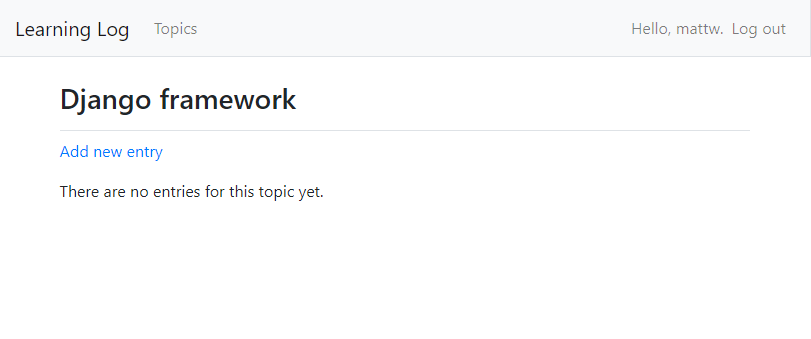 Learning Log Topics Hello, mattw. Log out
Django framework
Add new entry
There are no entries for this topic yet.